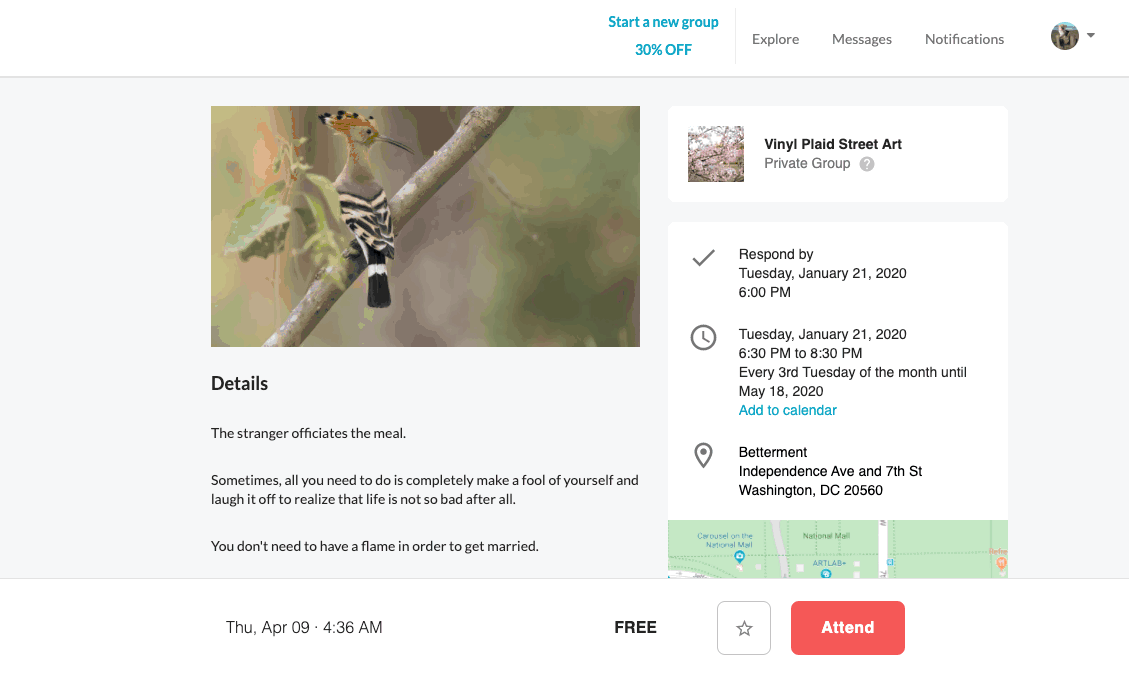 Start a new group
30% OFF
Explore
Messages
Notifications
Vinyl Plaid Street Art
Private Group ?
Respond by
Tuesday, January 21, 2020
6:00 PM
Tuesday, January 21, 2020
6:30 PM to 8:30 PM
Every 3rd Tuesday of the month until
May 18, 2020
Add to calendar
Betterment
Independence Ave and 7th St
Washington, DC 20560
Carousel on the
National Mall
National Mall
ARTLAB+
Details
The stranger officiates the meal.
Sometimes, all you need to do is completely make a fool of yourself and
laugh it off to realize that life is not so bad after all.
You don't need to have a flame in order to get married.
Thu, Apr 09 · 4:36 AM
FREE
Attend